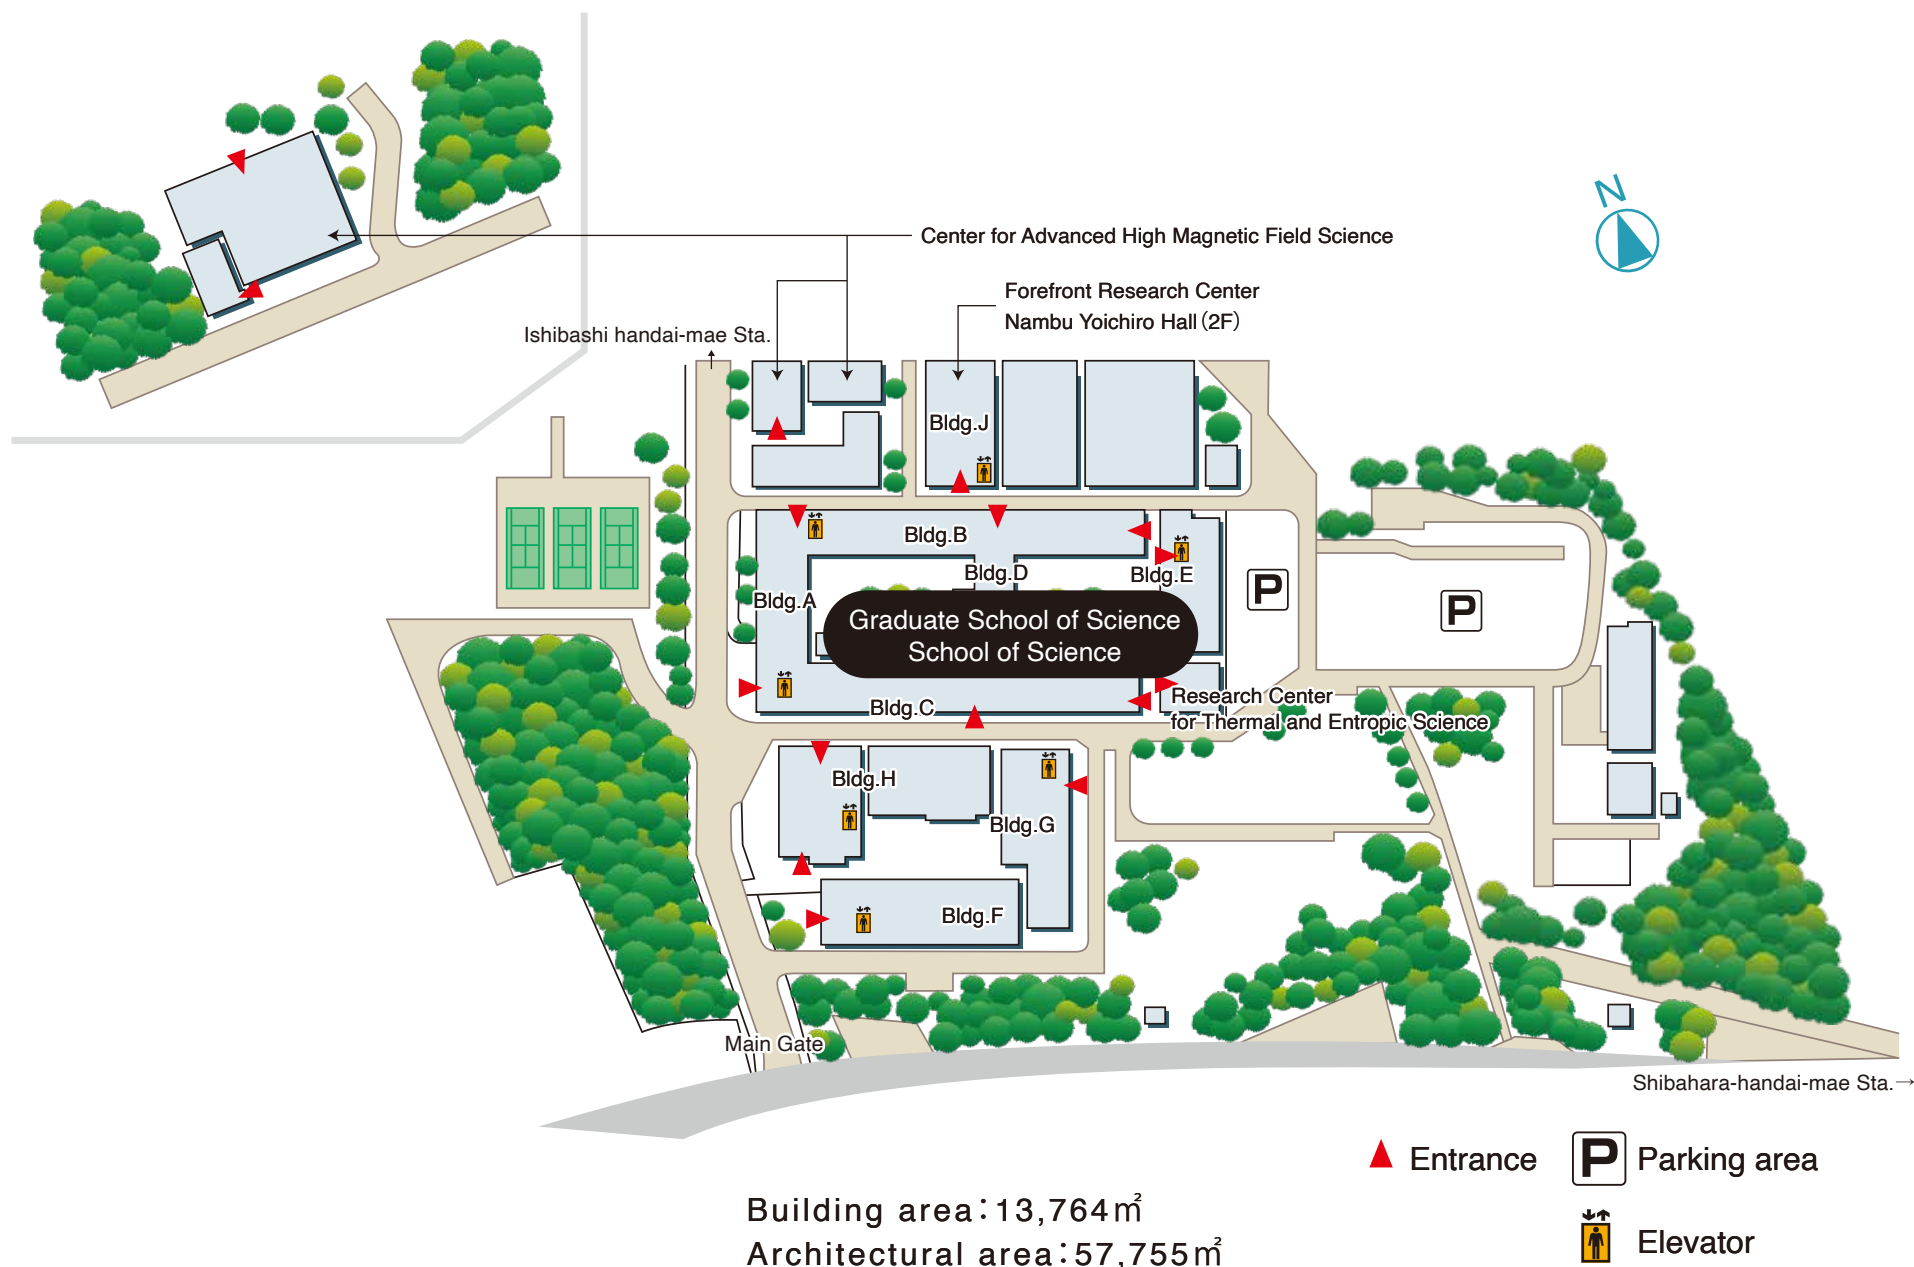 N
Center for Advanced High Magnetic Field Science
Forefront Research Center
Nambu Yoichiro Hall (2F)
Ishibashi handai-mae Sta.
Bldg.J
Bldg.B
Bldg.D
Bldg.E
Bldg.A
P
P
Graduate School of Science
School of Science
Research Center
for Thermal and Entropic Science
Bldg.C
Bldg.H
Bldg.G
Bldg.F
Main Gate
Shibahara-handai-mae Sta.→
Entrance
P Parking area
Elevator
Building area：13,764㎡
Architectural area：57,755㎡